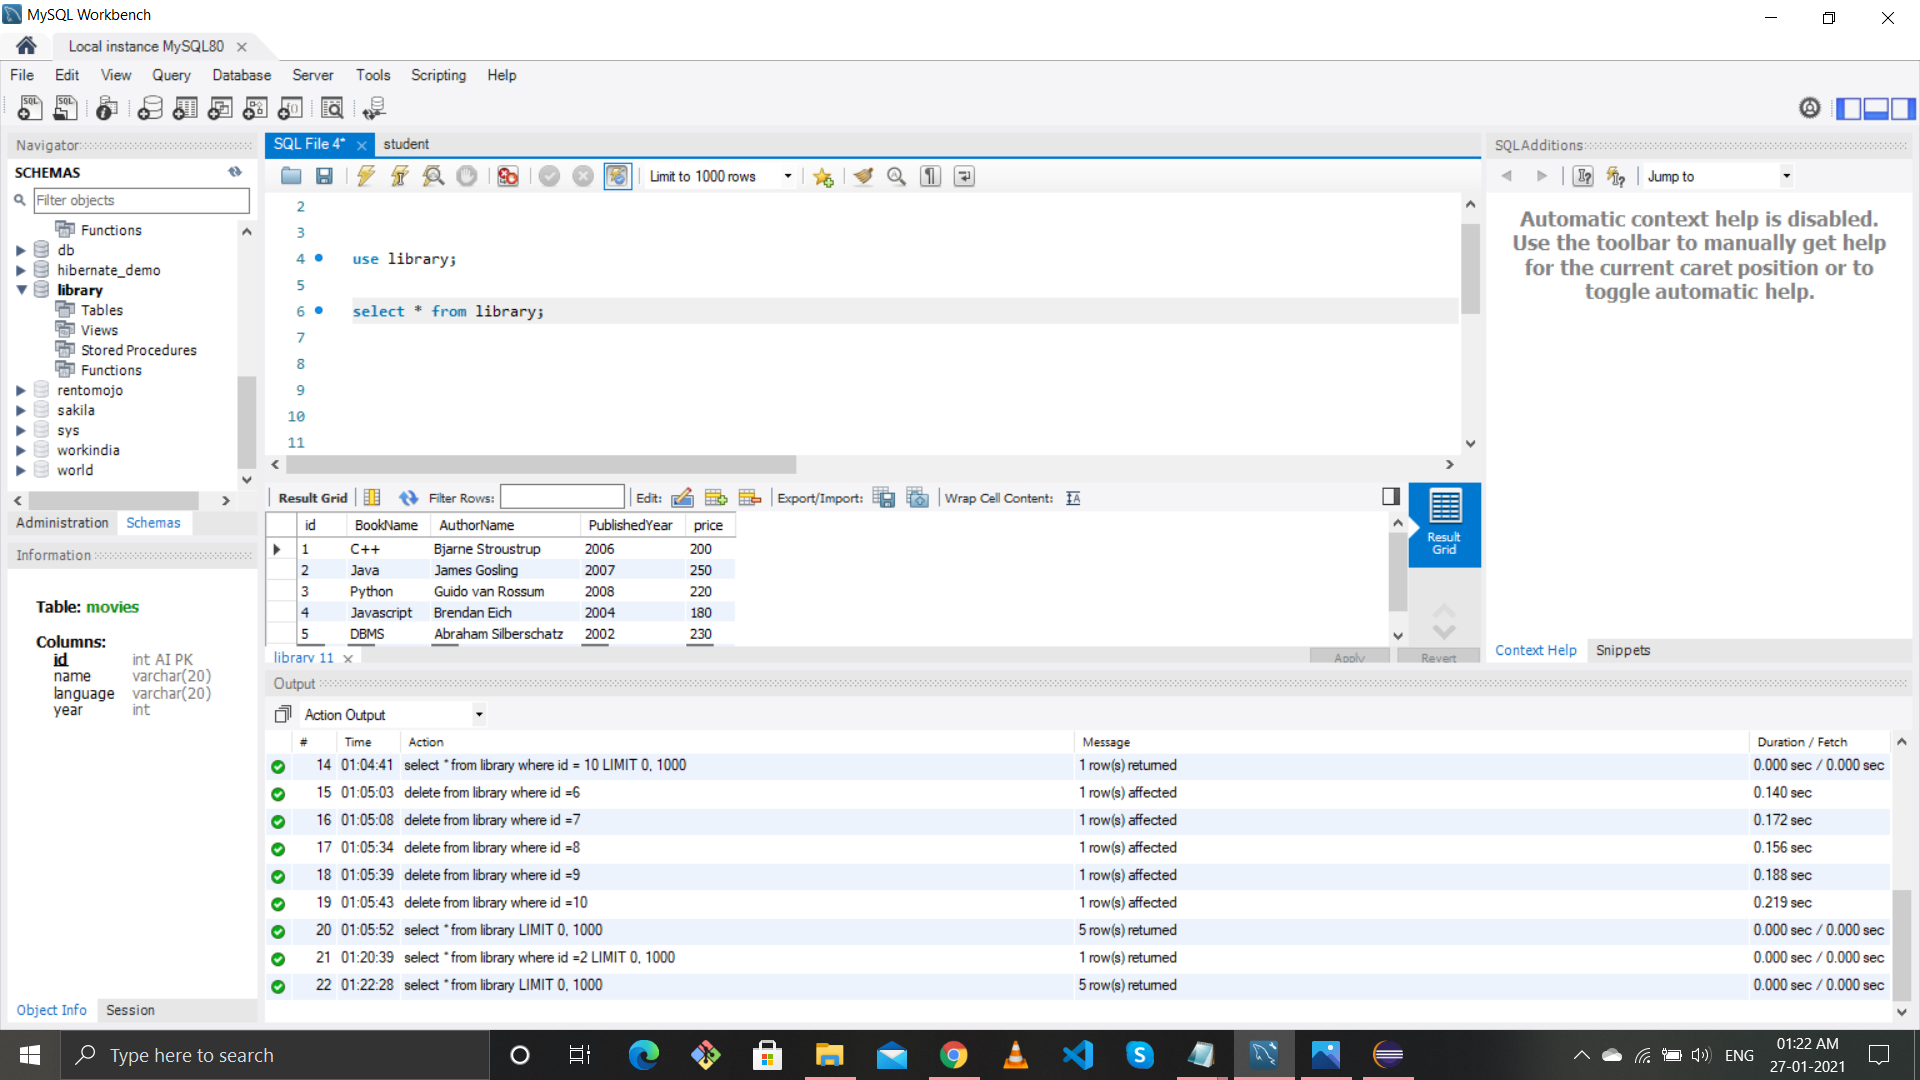 MySQL Workbench
Local instance MySQL80
File Edit View Query Database Server Tools Scripting Help
Navigator
SCHEMAS
Filter objects
Functions
db
hibernate_demo
library
Tables
Views
Stored Procedures
Functions
rentomojo
sakila
sys
workindia
world
Administration Schemas
Information
Table: movies
Columns:
id int AI PK
name varchar(20)
language varchar(20)
year int
Object Info Session
SQL File 4* student
Limit to 1000 rows
2
3
4 use library;
5
6 select * from library;
7
8
9
10
11
Result Grid Filter Rows: Edit: Export/Import: Wrap Cell Content:
id BookName AuthorName PublishedYear price
1 C++ Bjarne Stroustrup 2006 200
2 Java James Gosling 2007 250
3 Python Guido van Rossum 2008 220
4 Javascript Brendan Eich 2004 180
5 DBMS Abraham Silberschatz 2002 230
Result
Grid
library 11 Apply Revert
SQLAdditions
Jump to
Automatic context help is disabled.
Use the toolbar to manually get help
for the current caret position or to
toggle automatic help.
Context Help Snippets
Output
Action Output
# Time Action Message Duration / Fetch
14 01:04:41 select * from library where id = 10 LIMIT 0, 1000 1 row(s) returned 0.000 sec / 0.000 sec
15 01:05:03 delete from library where id =6 1 row(s) affected 0.140 sec
16 01:05:08 delete from library where id =7 1 row(s) affected 0.172 sec
17 01:05:34 delete from library where id =8 1 row(s) affected 0.156 sec
18 01:05:39 delete from library where id =9 1 row(s) affected 0.188 sec
19 01:05:43 delete from library where id =10 1 row(s) affected 0.219 sec
20 01:05:52 select * from library LIMIT 0, 1000 5 row(s) returned 0.000 sec / 0.000 sec
21 01:20:39 select * from library where id =2 LIMIT 0, 1000 1 row(s) returned 0.000 sec / 0.000 sec
22 01:22:28 select * from library LIMIT 0, 1000 5 row(s) returned 0.000 sec / 0.000 sec
Type here to search
ENG
01:22 AM
27-01-2021